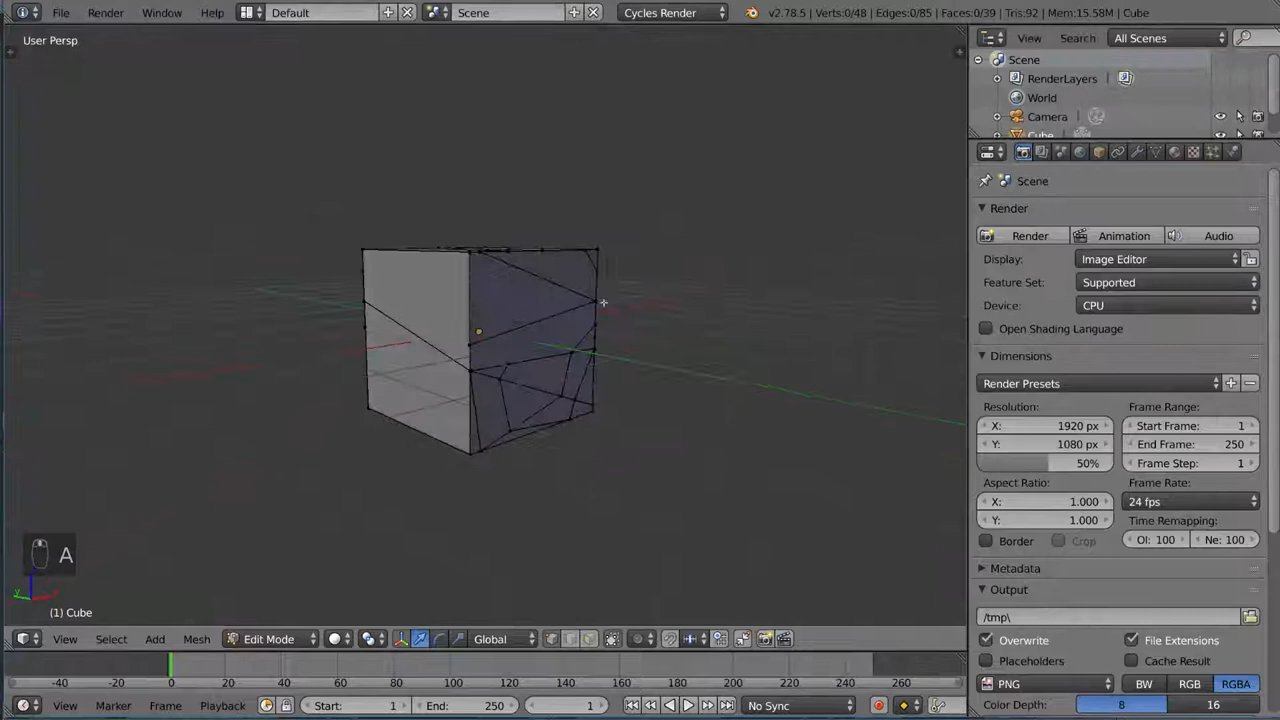 File Render Window Help Default Scene Cycles Render v2.78.5 | Verts:0/48 | Edges:0/85 | Faces:0/39 | Tris:92 | Mem:15.58M | Cube
User Persp
View Search All Scenes
Scene
RenderLayers
World
Camera
Cube
Scene
Render
Render Animation Audio
Display: Image Editor
Feature Set: Supported
Device: CPU
Open Shading Language
Dimensions
Render Presets
Resolution: Frame Range:
X: 1920 px Start Frame: 1
Y: 1080 px End Frame: 250
50% Frame Step: 1
Aspect Ratio: Frame Rate:
X: 1.000 24 fps
Y: 1.000 Time Remapping:
Border Crop Ol: 100 Ne: 100
Metadata
Output
/tmp\
Overwrite File Extensions
Placeholders Cache Result
PNG BW RGB RGBA
Color Depth: 8 16
A
z
y x
(1) Cube
View Select Add Mesh Edit Mode Global
-40 -20 0 20 40 60 80 100 120 140 160 180 200 220 240 260
View Marker Frame Playback Start: 1 End: 250 1 No Sync